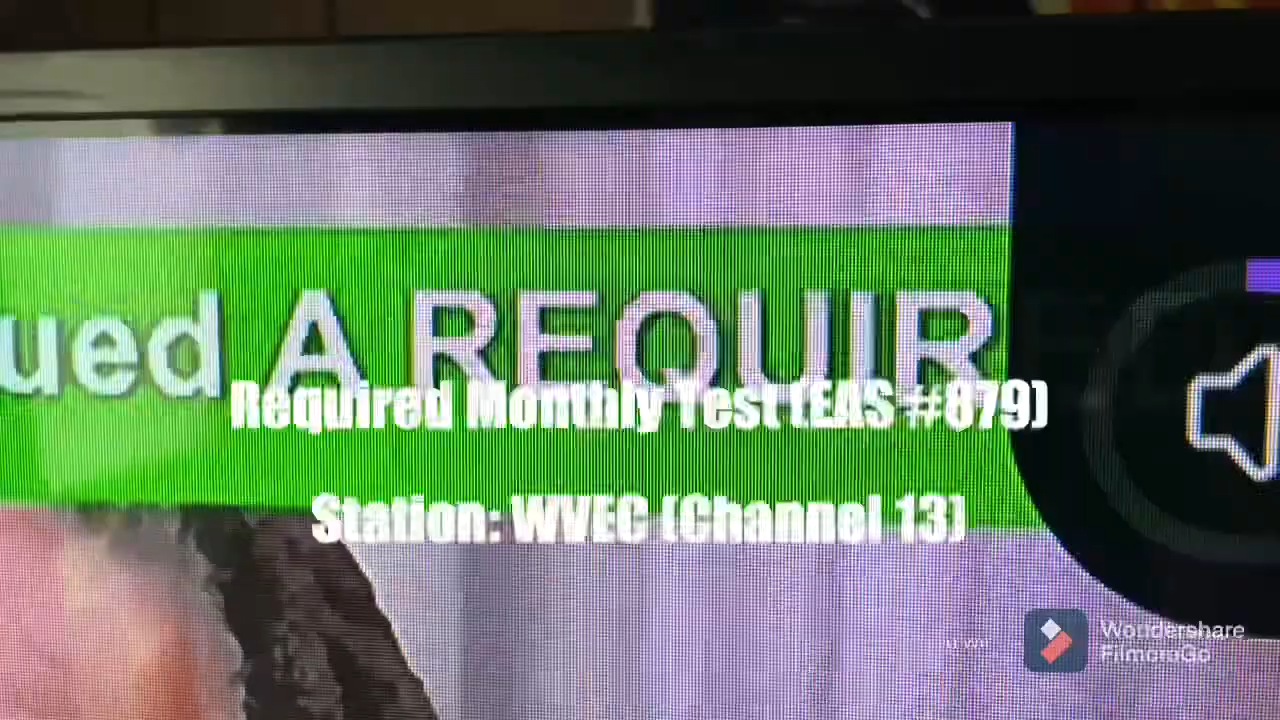 ued A REQUIR
Required Monthly Test (EAS #879)
Station: WVEC (Channel 13)
Wondershare
FilmoraGo